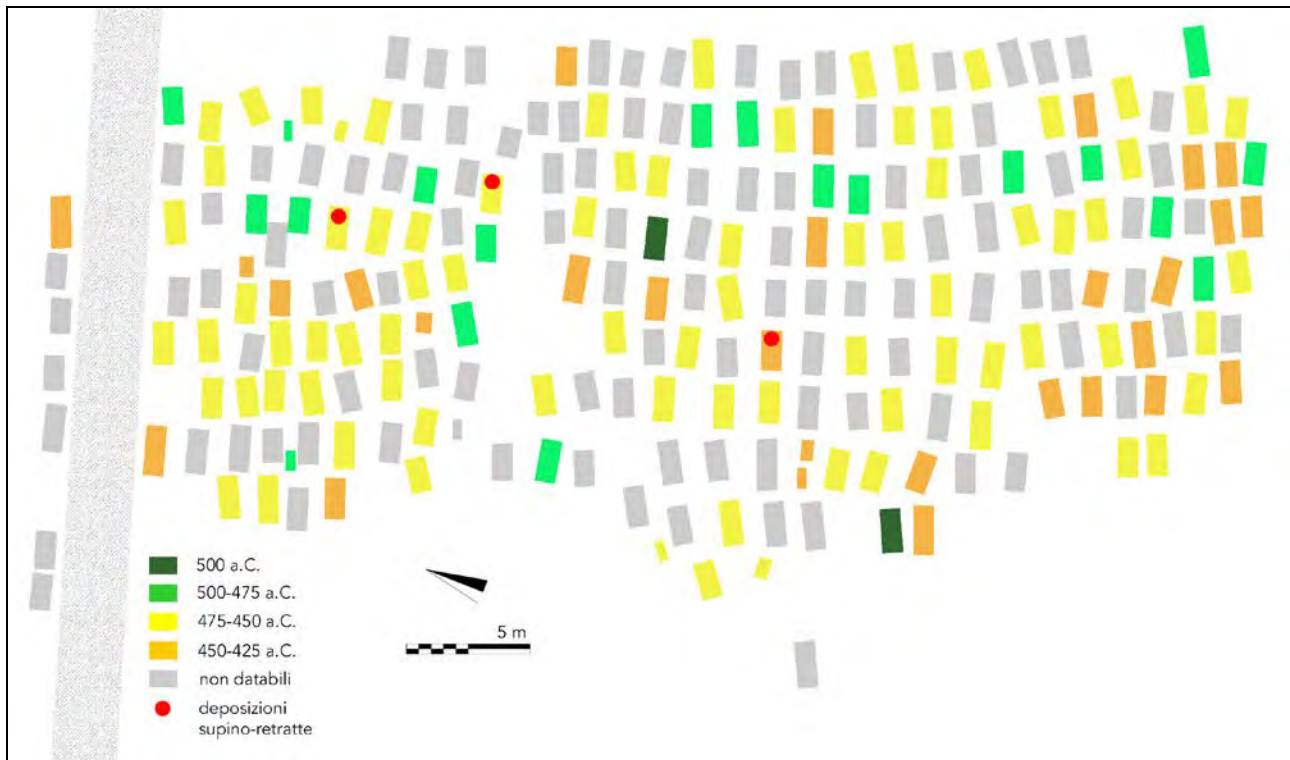 500 a.C.
500-475 a.C.
475-450 a.C.
450-425 a.C.
non databili
deposizioni
supino-retratte
5 m